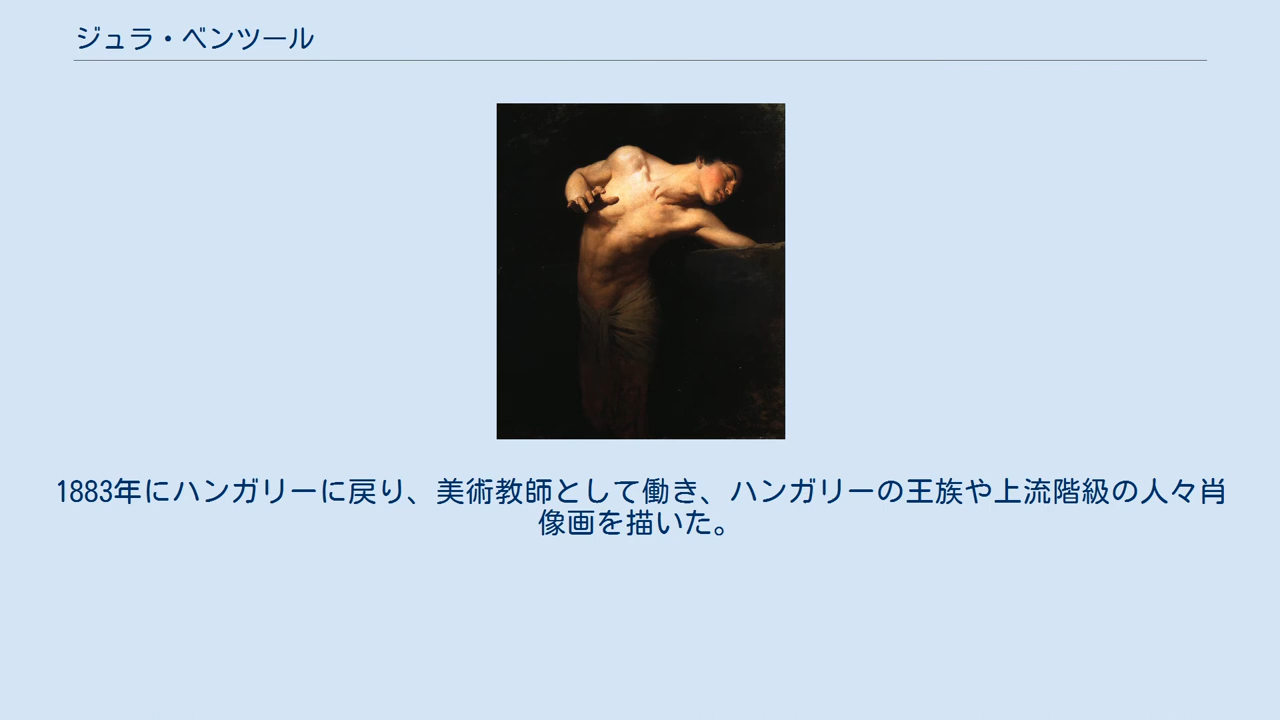 ジュラ・ベンツール
1883年にハンガリーに戻り、美術教師として働き、ハンガリーの王族や上流階級の人々肖
像画を描いた。